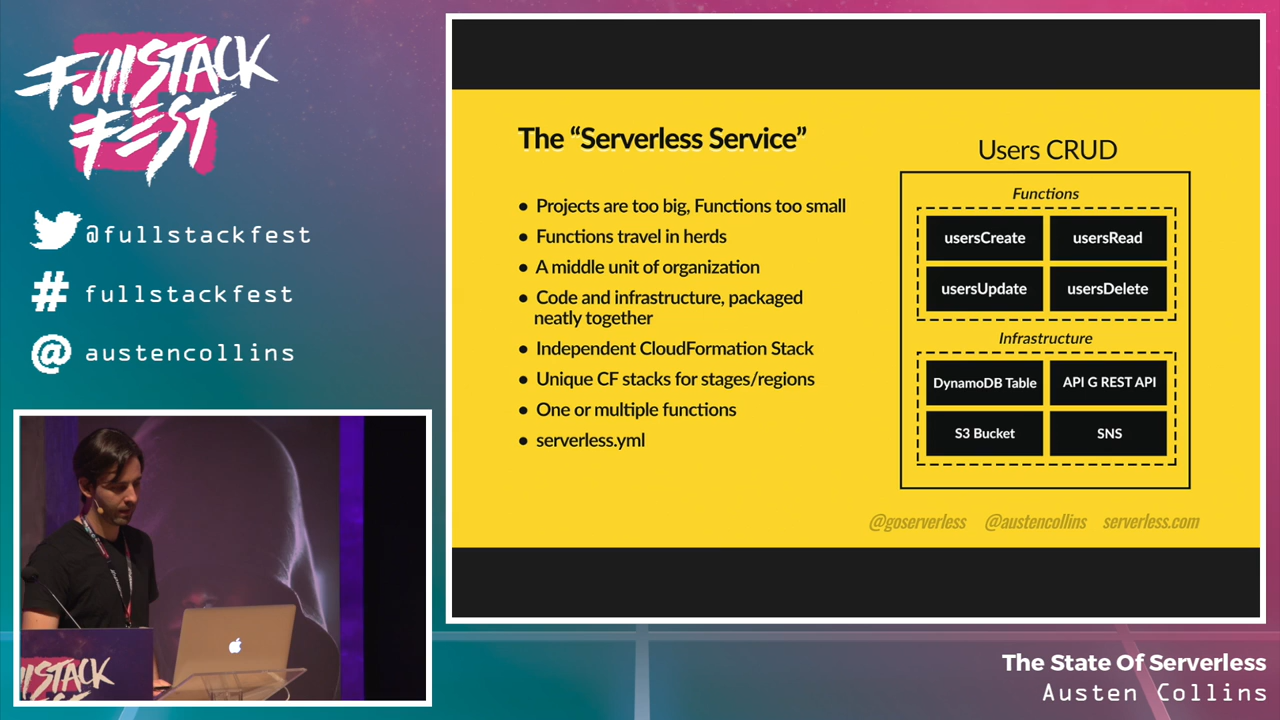 FullSTACK
FEST
@fullstackfest
# fullstackfest
@ austencollins
The “Serverless Service”
● Projects are too big, Functions too small
● Functions travel in herds
● A middle unit of organization
● Code and infrastructure, packaged
neatly together
● Independent CloudFormation Stack
● Unique CF stacks for stages/regions
● One or multiple functions
● serverless.yml
Users CRUD
Functions
usersCreate usersRead
usersUpdate usersDelete
Infrastructure
DynamoDB Table API G REST API
S3 Bucket SNS
@goserverless @austencollins serverless.com
The State Of Serverless
Austen Collins